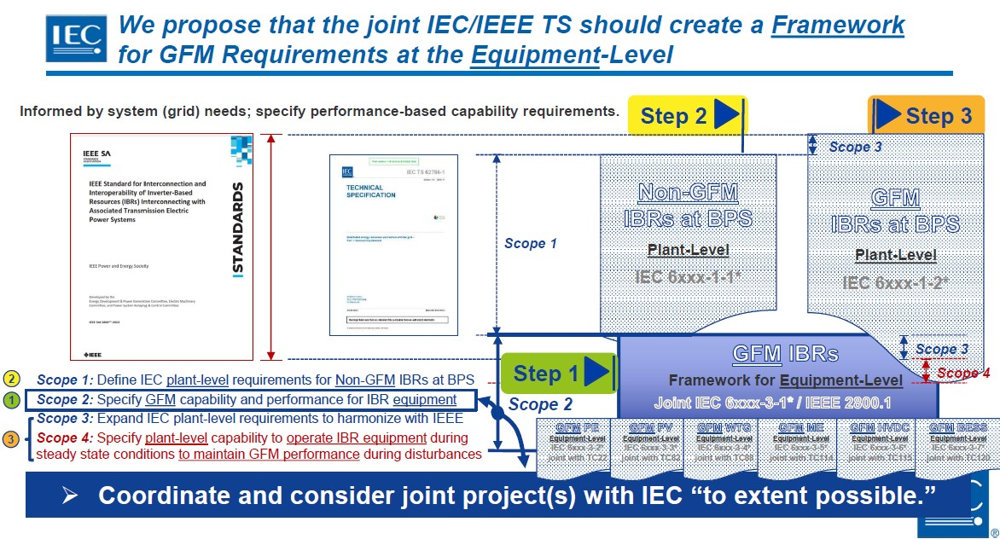 IEC
We propose that the joint IEC/IEEE TS should create a Framework
for GFM Requirements at the Equipment-Level
Informed by system (grid) needs; specify performance-based capability requirements.
Step 2
Step 3
IEEE SA
STANDARDS
ASSOCIATION
IEEE Standard for Interconnection and
Interoperability of Inverter-Based
Resources (IBRs) Interconnecting with
Associated Transmission Electric
Power Systems
IEEE Power and Energy Society
Developed by the
Energy Development & Power Generation Committee, Electric Machinery
Committee, and Power System Relaying & Control Committee
IEEE Std 2800™-2022
IEEE
STANDARDS
IEC
IEC TS 62786-1
TECHNICAL
SPECIFICATION
Scope 1
Non-GFM
IBRs at BPS
Plant-Level
IEC 6xxx-1-1*
Scope 3
GFM
IBRs at BPS
Plant-Level
IEC 6xxx-1-2*
Scope 3
Scope 4
Step 1
Scope 2
GFM IBRs
Framework for Equipment-Level
Joint IEC 6xxx-3-1* / IEEE 2800.1
2 Scope 1: Define IEC plant-level requirements for Non-GFM IBRs at BPS
1 Scope 2: Specify GFM capability and performance for IBR equipment
Scope 3: Expand IEC plant-level requirements to harmonize with IEEE
3 Scope 4: Specify plant-level capability to operate IBR equipment during
steady state conditions to maintain GFM performance during disturbances
GFM PE
Equipment-Level
IEC 6xxx-3-2*
joint with TC22
GFM PV
Equipment-Level
IEC 6xxx-3-3*
joint with TC82
GFM WTG
Equipment-Level
IEC 6xxx-3-4*
joint with TC88
GFM ME
Equipment-Level
IEC 6xxx-3-5*
joint with TC114
GFM HVDC
Equipment-Level
IEC 6xxx-3-6*
joint with TC115
GFM BESS
Equipment-Level
IEC 6xxx-3-7*
joint with TC120
➢ Coordinate and consider joint project(s) with IEC “to extent possible.”
®